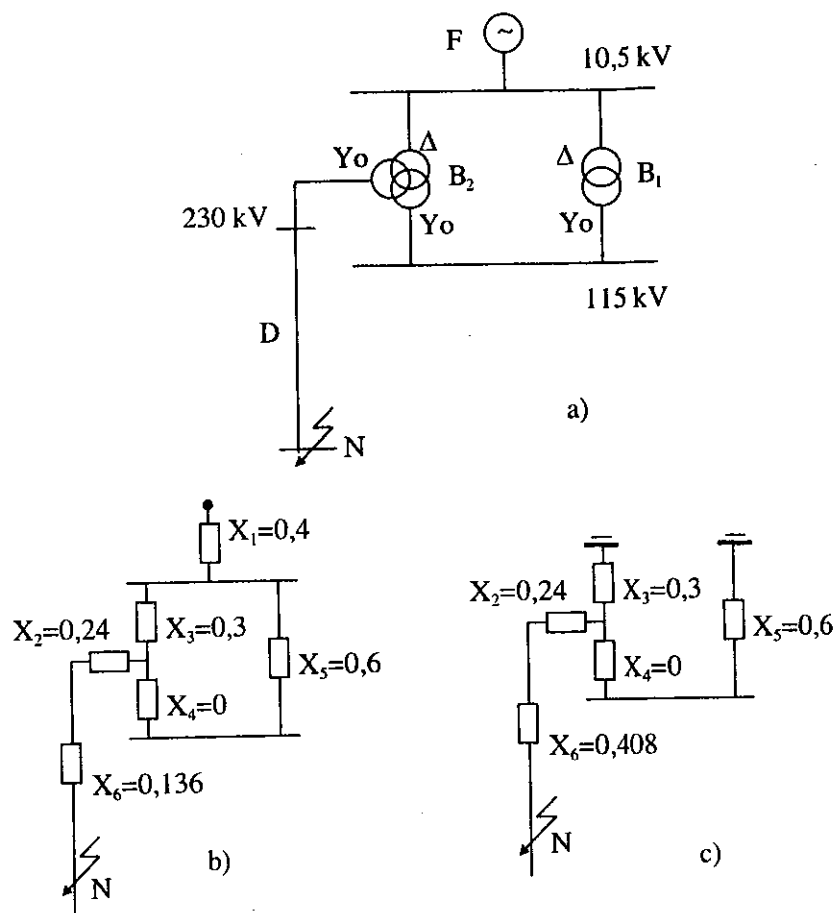 F
~
10,5 kV
Δ
Yo
B₂
Yo
Δ
B₁
Yo
230 kV
115 kV
D
N
a)
X₁=0,4
X₂=0,24
X₃=0,3
X₄=0
X₅=0,6
X₆=0,136
N
b)
X₂=0,24
X₃=0,3
X₄=0
X₅=0,6
X₆=0,408
N
c)